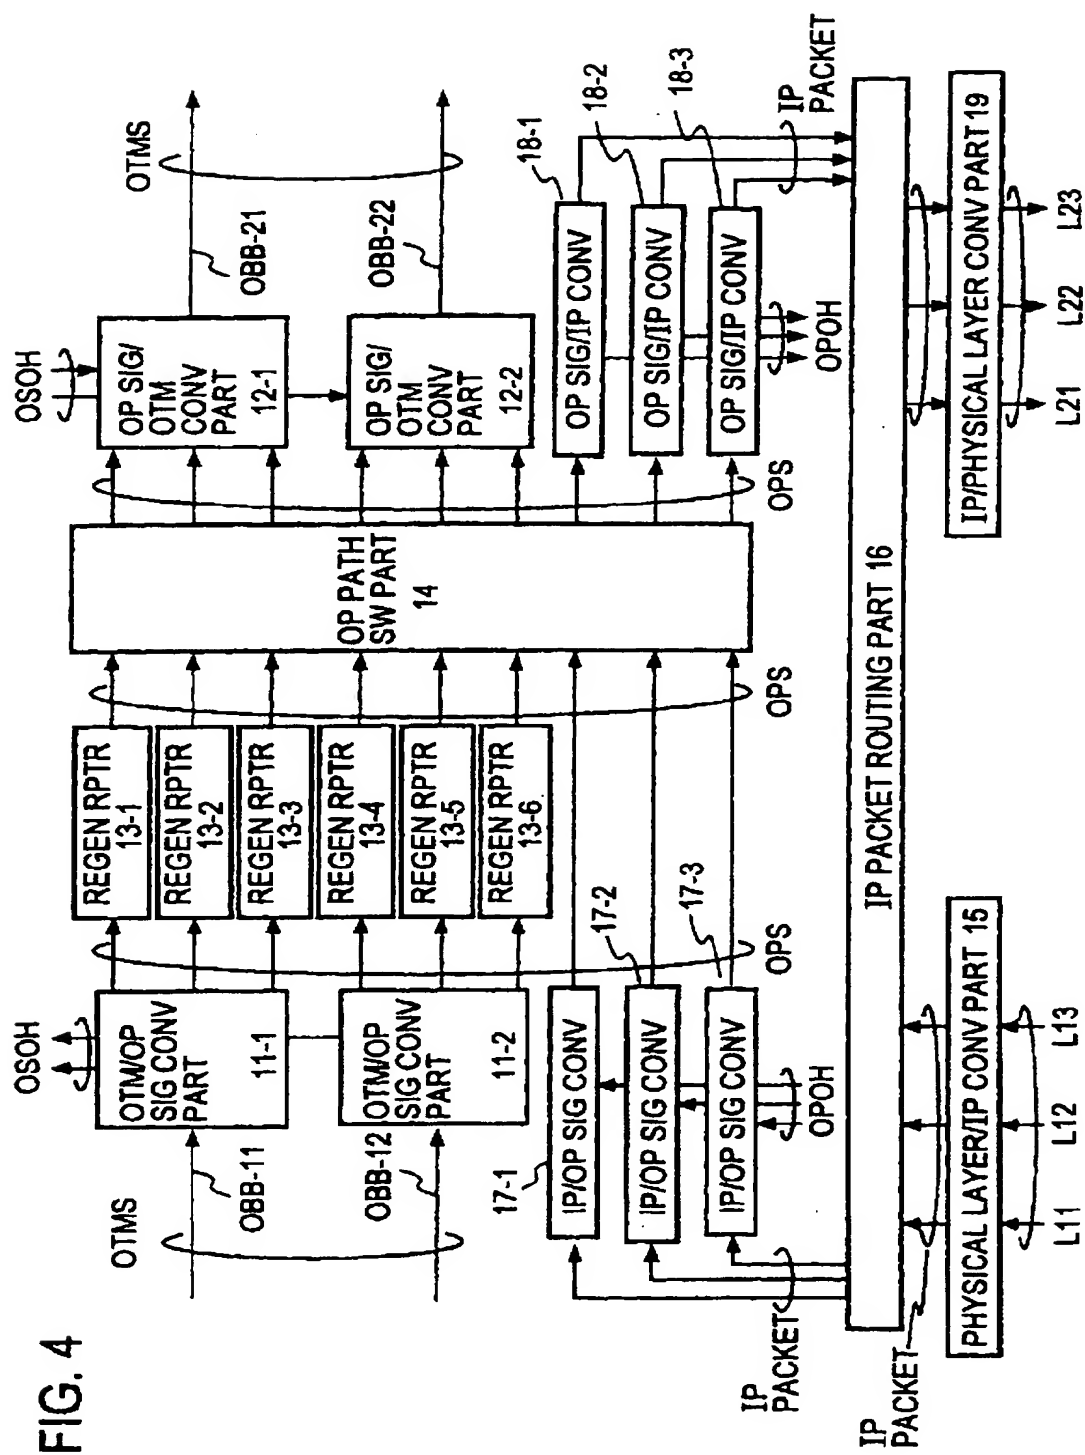 FIG. 4
OTMS
OBB-11
OBB-12
OSOH
OTM/OP
SIG CONV
PART
11-1
OTM/OP
SIG CONV
PART
11-2
REGEN RPTR
13-1
REGEN RPTR
13-2
REGEN RPTR
13-3
REGEN RPTR
13-4
REGEN RPTR
13-5
REGEN RPTR
13-6
OPS
OPS
OP PATH
SW PART
14
OPS
OSOH
OP SIG/
OTM
CONV
PART
12-1
OP SIG/
OTM
CONV
PART
12-2
OTMS
OBB-21
OBB-22
17-1
IP/OP SIG CONV
17-2
IP/OP SIG CONV
17-3
IP/OP SIG CONV
OPOH
18-1
OP SIG/IP CONV
18-2
OP SIG/IP CONV
18-3
OP SIG/IP CONV
OPOH
IP
PACKET
IP
PACKET
IP PACKET ROUTING PART 16
IP
PACKET
PHYSICAL LAYER/IP CONV PART 15
L11
L12
L13
IP/PHYSICAL LAYER CONV PART 19
L21
L22
L23